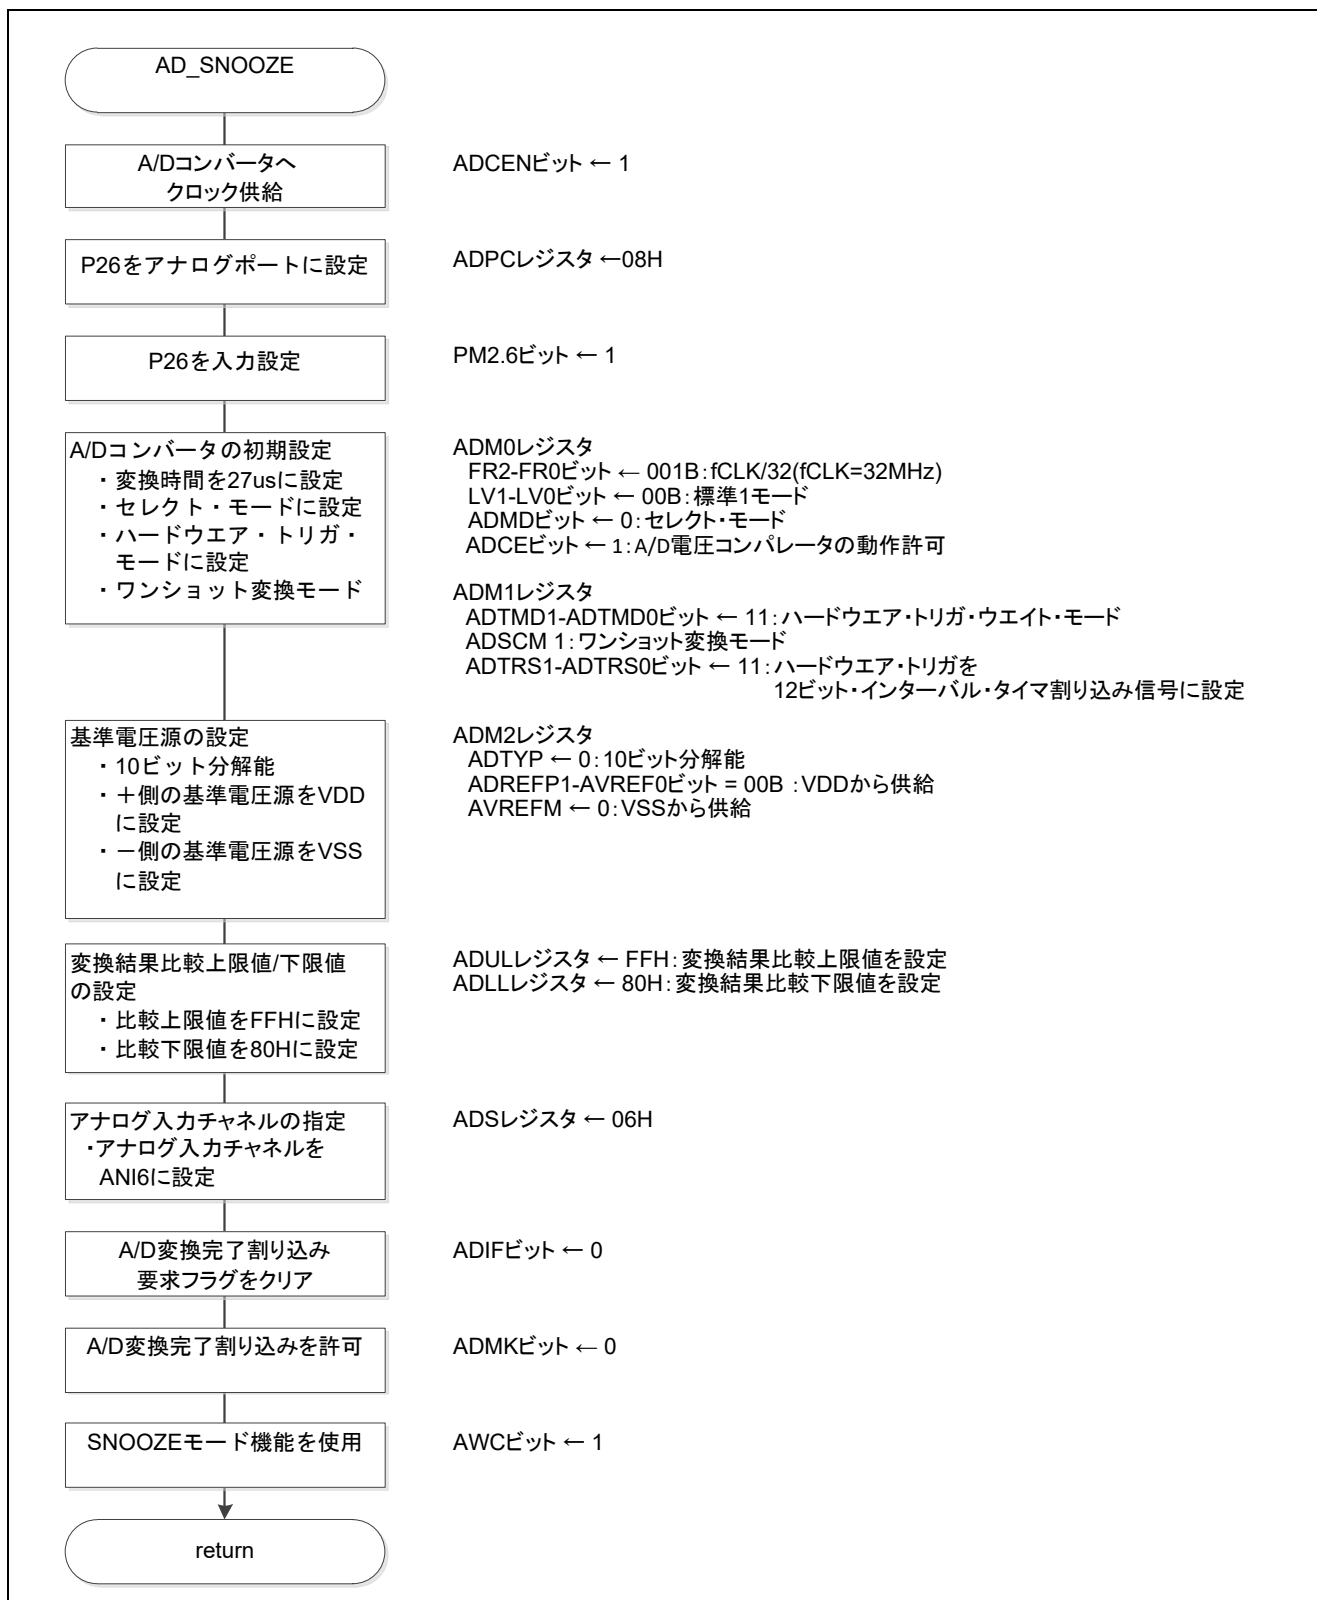 AD_SNOOZE
A/Dコンバータへ
クロック供給
ADCENビット ← 1
P26をアナログポートに設定
ADPCレジスタ ←08H
P26を入力設定
PM2.6ビット ← 1
A/Dコンバータの初期設定
・変換時間を27usに設定
・セレクト・モードに設定
・ハードウエア・トリガ・
モードに設定
・ワンショット変換モード
ADM0レジスタ
FR2-FR0ビット ← 001B:fCLK/32(fCLK=32MHz)
LV1-LV0ビット ← 00B:標準1モード
ADMDビット ← 0:セレクト・モード
ADCEビット ← 1:A/D電圧コンパレータの動作許可
ADM1レジスタ
ADTMD1-ADTMD0ビット ← 11:ハードウエア・トリガ・ウエイト・モード
ADSCM 1:ワンショット変換モード
ADTRS1-ADTRS0ビット ← 11:ハードウエア・トリガを
12ビット・インターバル・タイマ割り込み信号に設定
基準電圧源の設定
・10ビット分解能
・＋側の基準電圧源をVDD
に設定
・－側の基準電圧源をVSS
に設定
ADM2レジスタ
ADTYP ← 0:10ビット分解能
ADREFP1-AVREF0ビット = 00B :VDDから供給
AVREFM ← 0:VSSから供給
変換結果比較上限値/下限値
の設定
・比較上限値をFFHに設定
・比較下限値を80Hに設定
ADULレジスタ ← FFH:変換結果比較上限値を設定
ADLLレジスタ ← 80H:変換結果比較下限値を設定
アナログ入力チャネルの指定
・アナログ入力チャネルを
ANI6に設定
ADSレジスタ ← 06H
A/D変換完了割り込み
要求フラグをクリア
ADIFビット ← 0
A/D変換完了割り込みを許可
ADMKビット ← 0
SNOOZEモード機能を使用
AWCビット ← 1
return